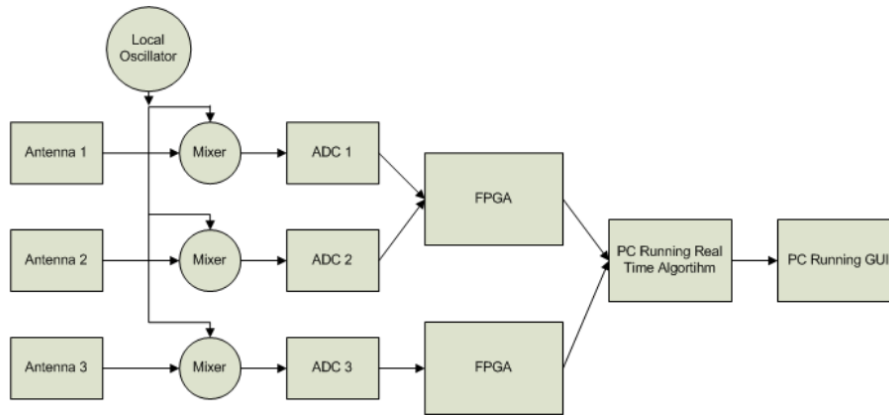 Local
Oscillator
Antenna 1
Mixer
ADC 1
FPGA
Antenna 2
Mixer
ADC 2
PC Running Real
Time Algortihm
PC Running GUI
Antenna 3
Mixer
ADC 3
FPGA